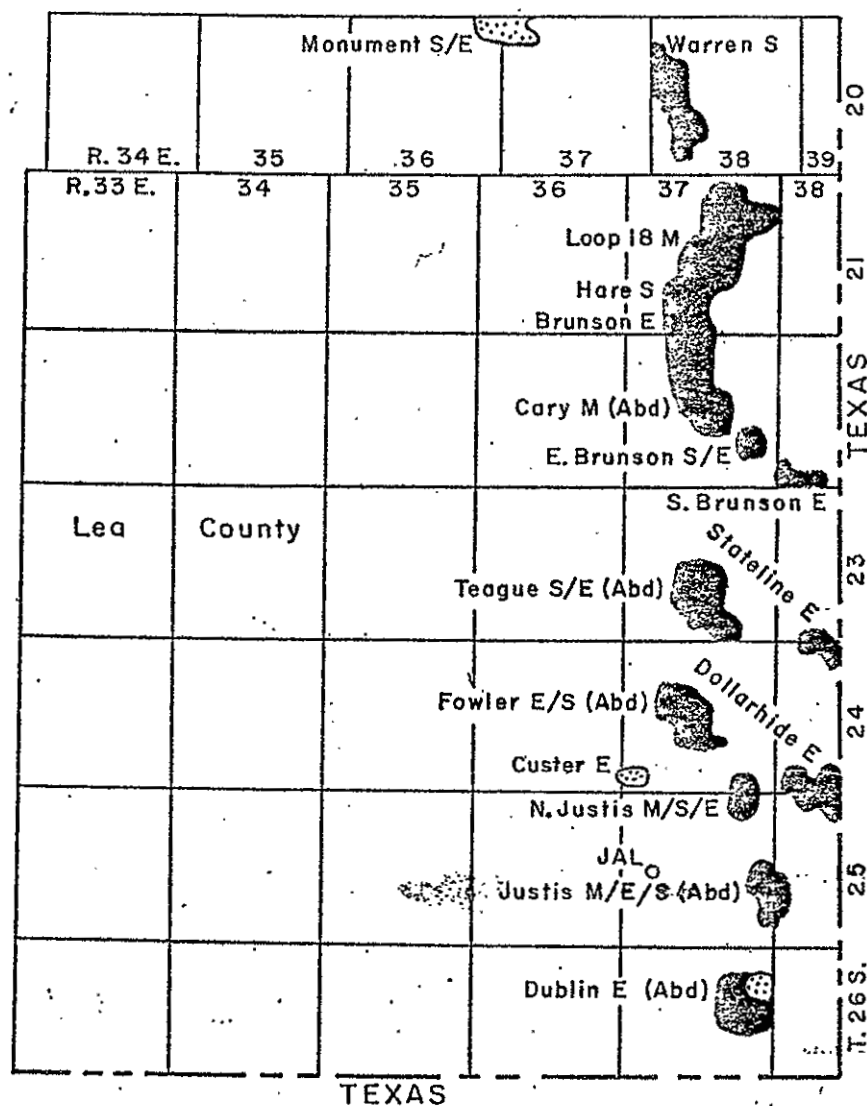 Monument S/E
Warren S
20
R. 34 E. 35 36 37 38 39
R. 33 E. 34 35 36 37 38
Loop 18 M
21
Hare S
Brunson E
TEXAS
Cary M (Abd)
E. Brunson S/E
S. Brunson E
Lea County
Stateline E
23
Teague S/E (Abd)
Dollarhide E
Fowler E/S (Abd)
24
Custer E
N. Justis M/S/E
JAL
25
Justis M/E/S (Abd)
Dublin E (Abd)
T. 26 S.
TEXAS